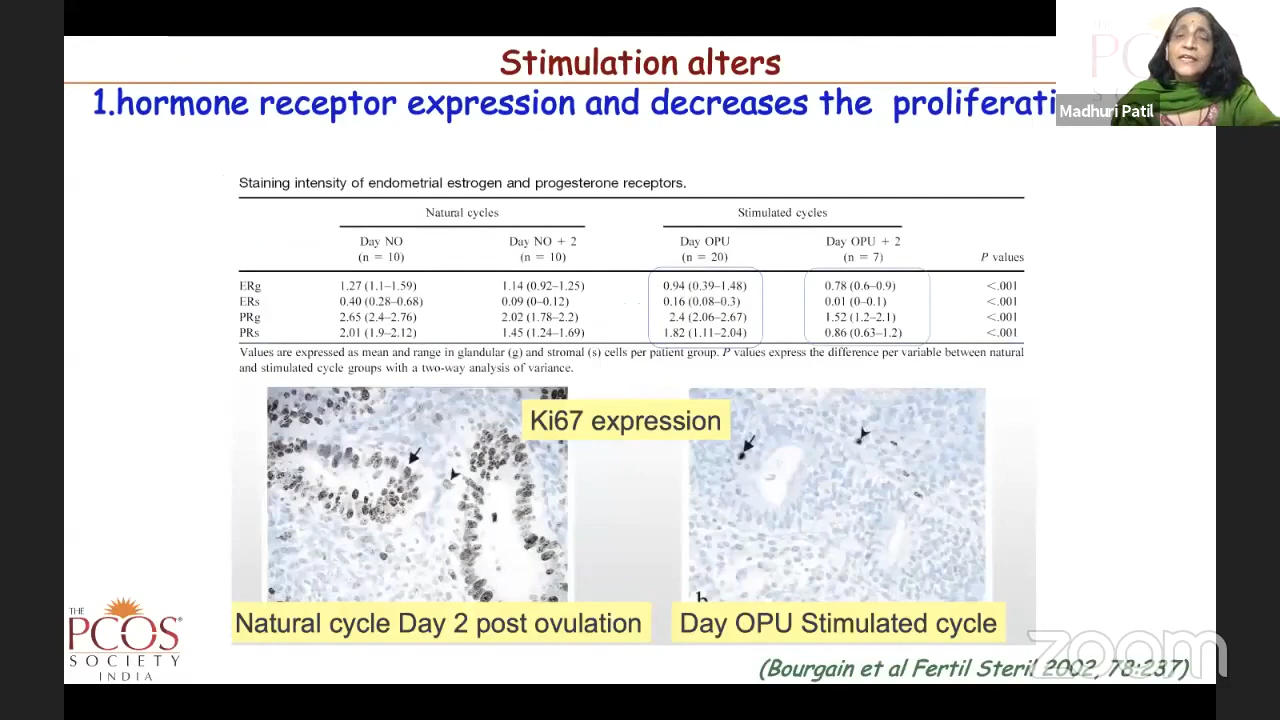 Stimulation alters
1.hormone receptor expression and decreases the proliferati
Madhuri Patil
Staining intensity of endometrial estrogen and progesterone receptors.
Natural cycles Stimulated cycles
Day NO Day NO + 2 Day OPU Day OPU + 2
(n = 10) (n = 10) (n = 20) (n = 7) P values
ERg 1.27 (1.1–1.59) 1.14 (0.92–1.25) 0.94 (0.39–1.48) 0.78 (0.6–0.9) <.001
ERs 0.40 (0.28–0.68) 0.09 (0–0.12) 0.16 (0.08–0.3) 0.01 (0–0.1) <.001
PRg 2.65 (2.4–2.76) 2.02 (1.78–2.2) 2.4 (2.06–2.67) 1.52 (1.2–2.1) <.001
PRs 2.01 (1.9–2.12) 1.45 (1.24–1.69) 1.82 (1.11–2.04) 0.86 (0.63–1.2) <.001
Values are expressed as mean and range in glandular (g) and stromal (s) cells per patient group. P values express the difference per variable between natural
and stimulated cycle groups with a two-way analysis of variance.
Ki67 expression
Natural cycle Day 2 post ovulation
Day OPU Stimulated cycle
THE
PCOS
SOCIETY
INDIA
(Bourgain et al Fertil Steril 2002, 78:237)
zoom